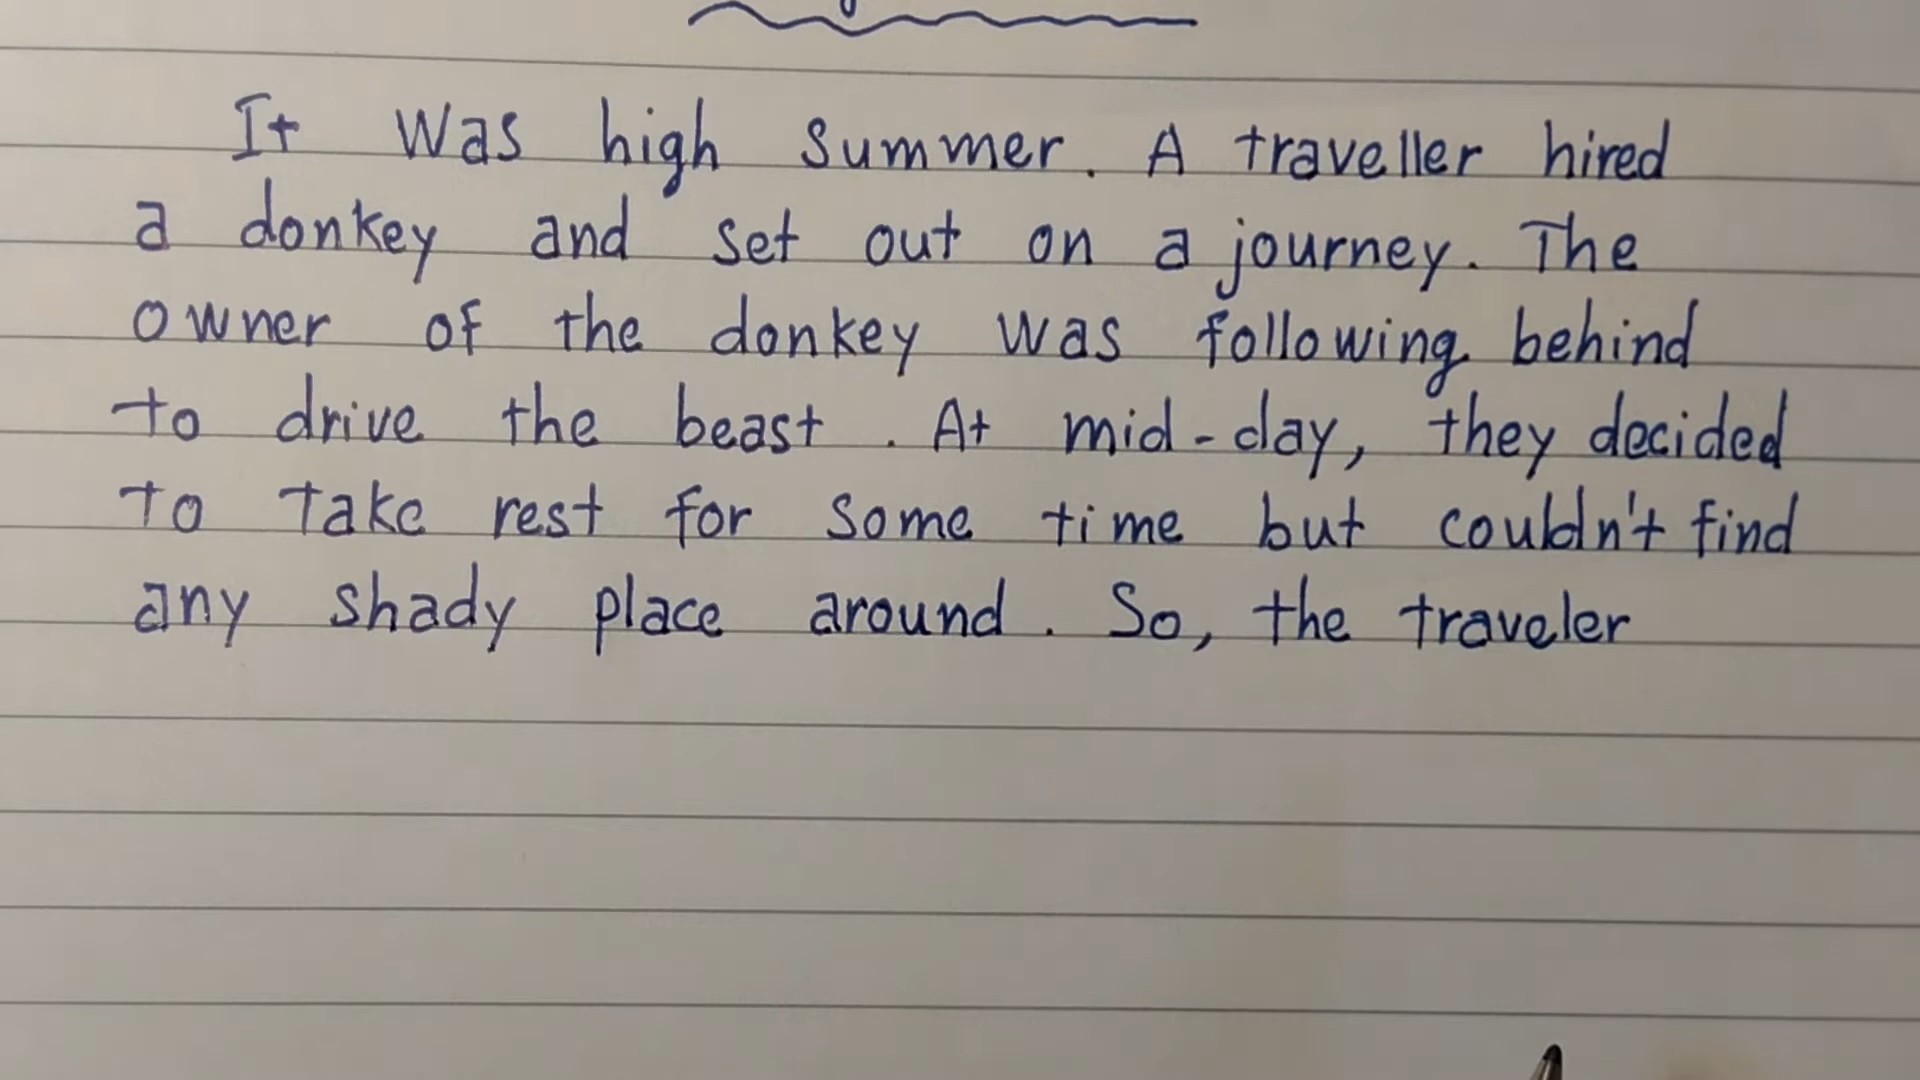 It was high summer. A traveller hired
a donkey and set out on a journey. The
owner of the donkey was following behind
to drive the beast. At mid-day, they decided
to take rest for some time but couldn't find
any shady place around. So, the traveler